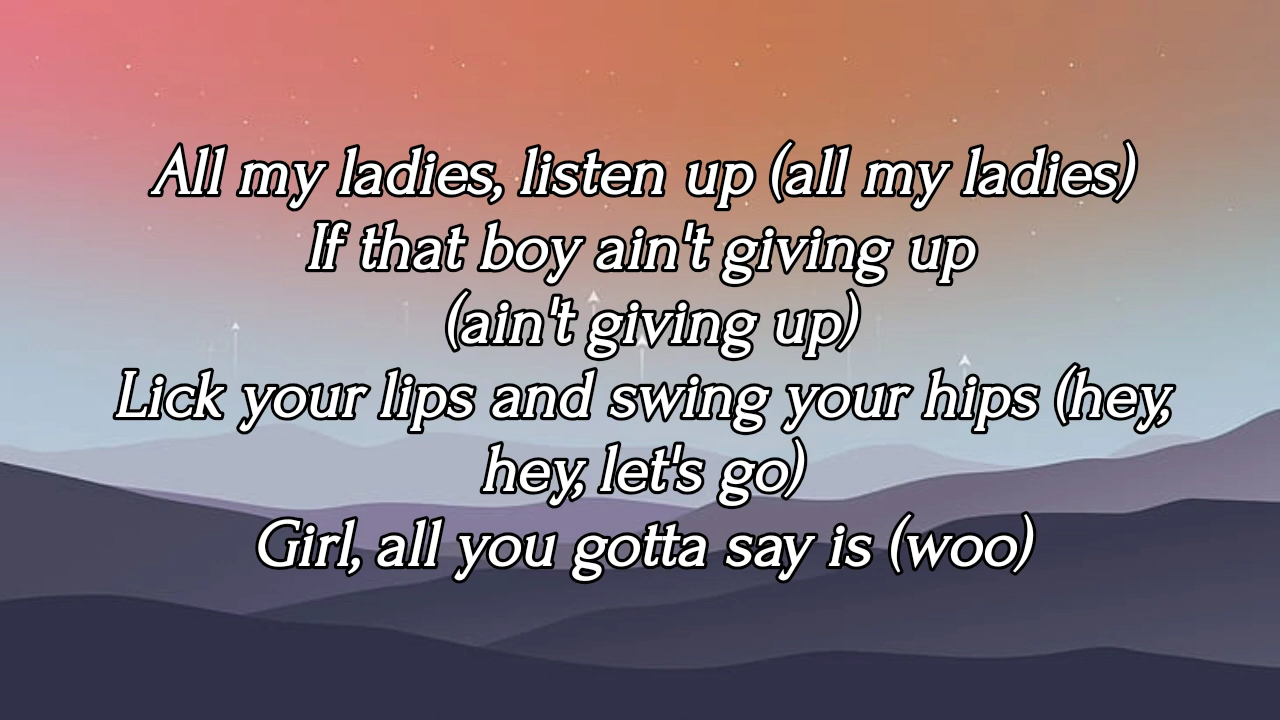 All my ladies, listen up (all my ladies)
If that boy ain't giving up
(ain't giving up)
Lick your lips and swing your hips (hey,
hey, let's go)
Girl, all you gotta say is (woo)